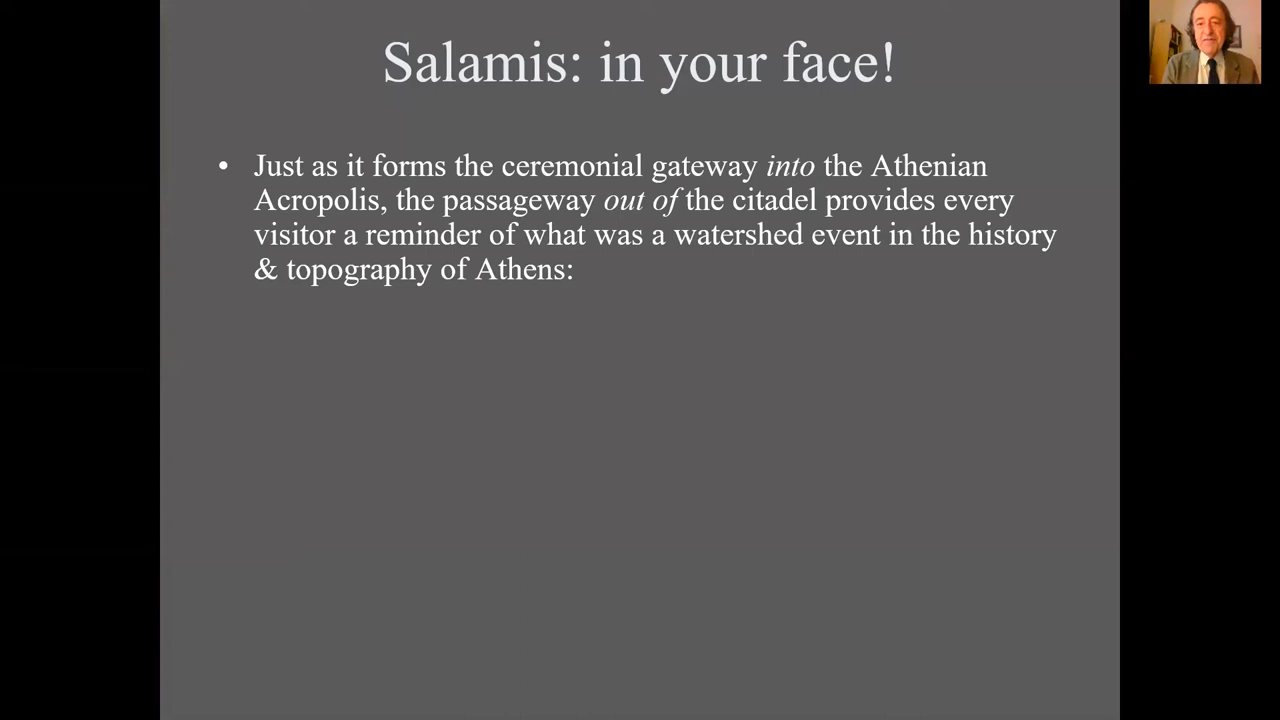 Salamis: in your face!
• Just as it forms the ceremonial gateway into the Athenian
Acropolis, the passageway out of the citadel provides every
visitor a reminder of what was a watershed event in the history
& topography of Athens: